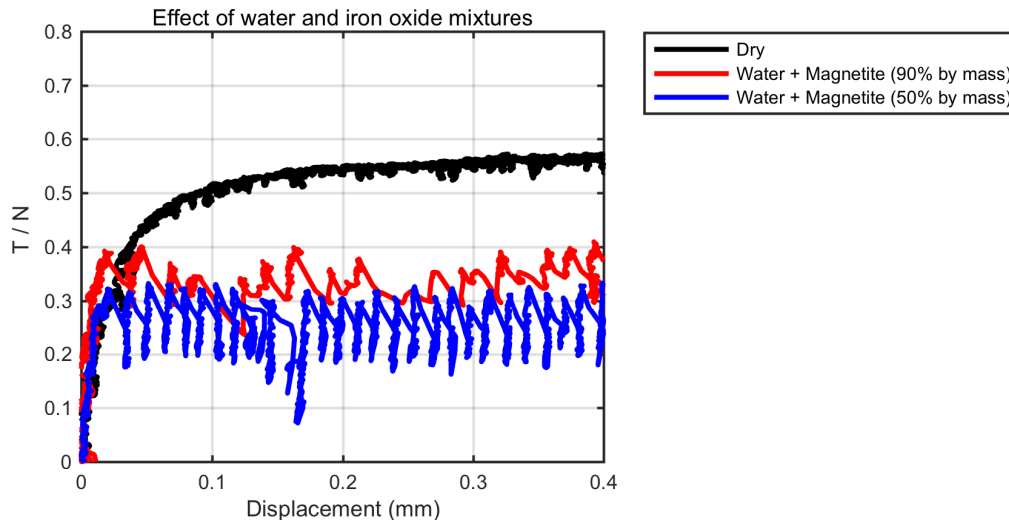 Effect of water and iron oxide mixtures
Dry
Water + Magnetite (90% by mass)
Water + Magnetite (50% by mass)
T / N
0.8
0.7
0.6
0.5
0.4
0.3
0.2
0.1
0
0
0.1
0.2
0.3
0.4
Displacement (mm)